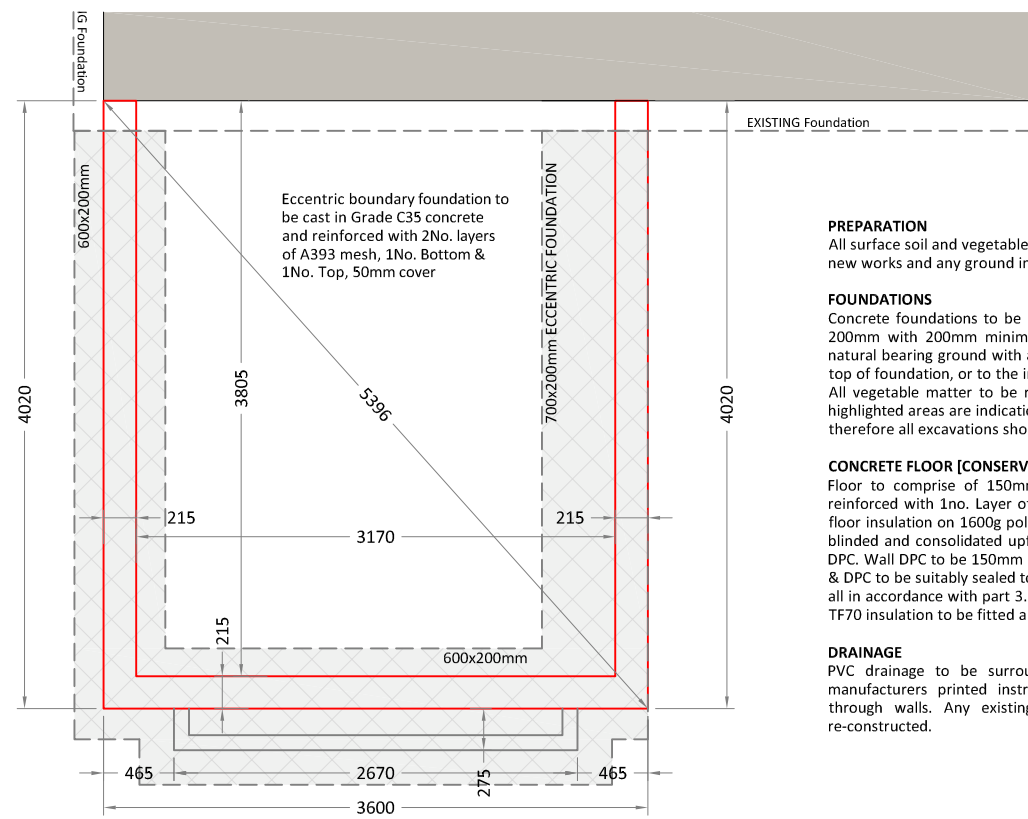 IG Foundation
EXISTING Foundation
600x200mm
Eccentric boundary foundation to
be cast in Grade C35 concrete
and reinforced with 2No. layers
of A393 mesh, 1No. Bottom &
1No. Top, 50mm cover
700x200mm ECCENTRIC FOUNDATION
4020
3805
5396
4020
215
3170
215
215
600x200mm
465
2670
275
465
3600
PREPARATION
All surface soil and vegetable
new works and any ground in
FOUNDATIONS
Concrete foundations to be
200mm with 200mm minim
natural bearing ground with a
top of foundation, or to the i
All vegetable matter to be r
highlighted areas are indicati
therefore all excavations sho
CONCRETE FLOOR [CONSERV
Floor to comprise of 150mm
reinforced with 1no. Layer of
floor insulation on 1600g pol
blinded and consolidated upf
DPC. Wall DPC to be 150mm
& DPC to be suitably sealed to
all in accordance with part 3.
TF70 insulation to be fitted a
DRAINAGE
PVC drainage to be surrou
manufacturers printed instr
through walls. Any existing
re-constructed.